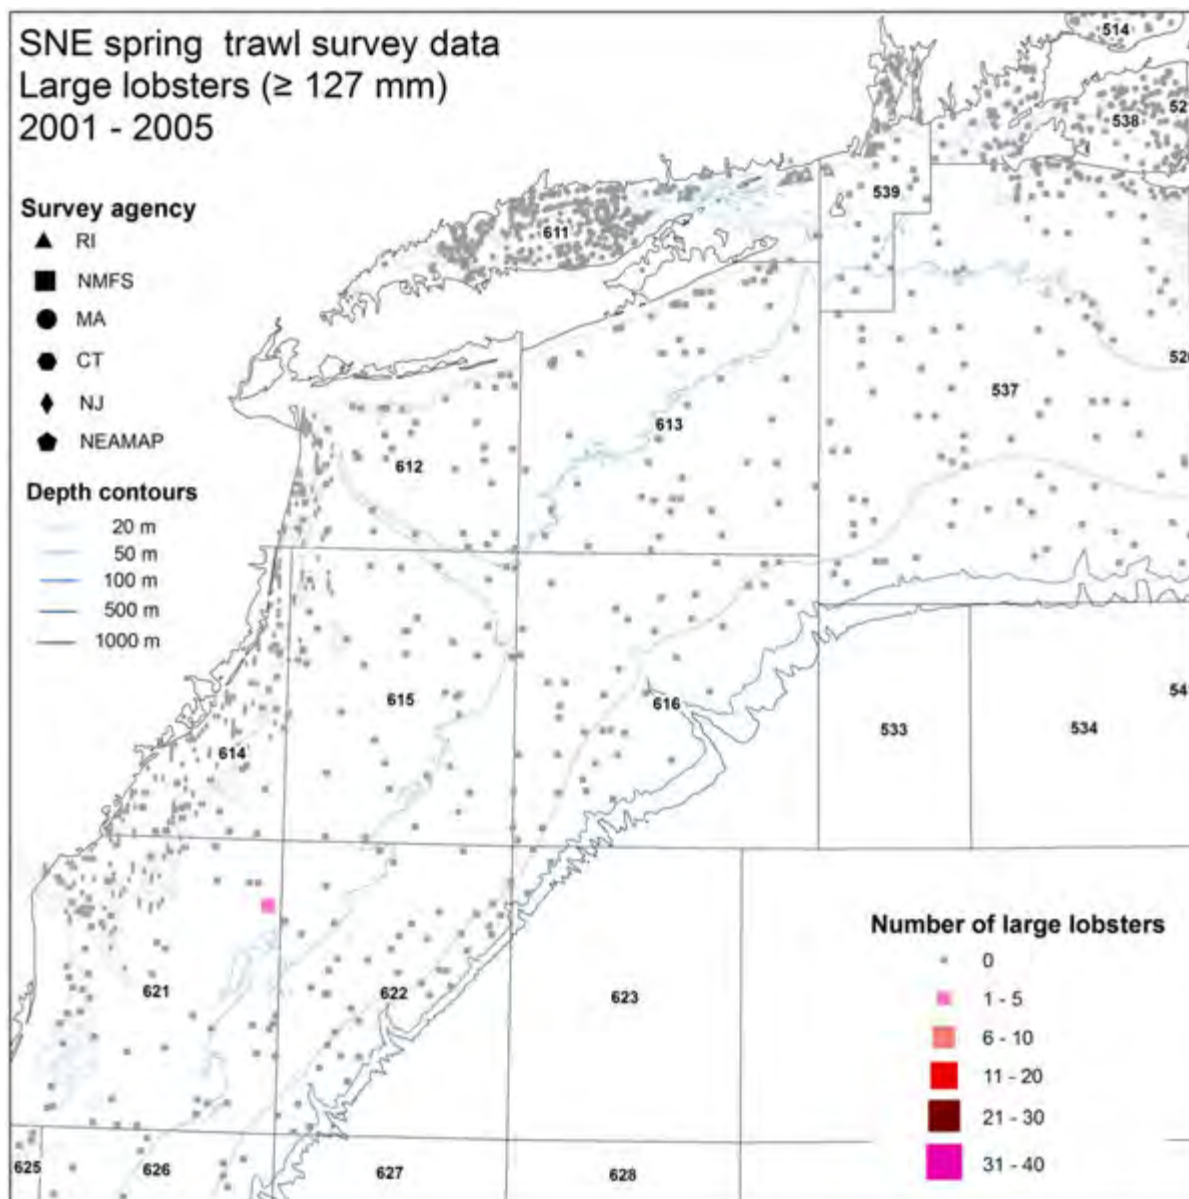 SNE spring trawl survey data
Large lobsters (≥ 127 mm)
2001 - 2005
Survey agency
RI
NMFS
MA
CT
NJ
NEAMAP
Depth contours
20 m
50 m
100 m
500 m
1000 m
514
538
539
611
537
613
612
615
616
614
533
534
621
622
623
625
626
627
628
Number of large lobsters
0
1 - 5
6 - 10
11 - 20
21 - 30
31 - 40